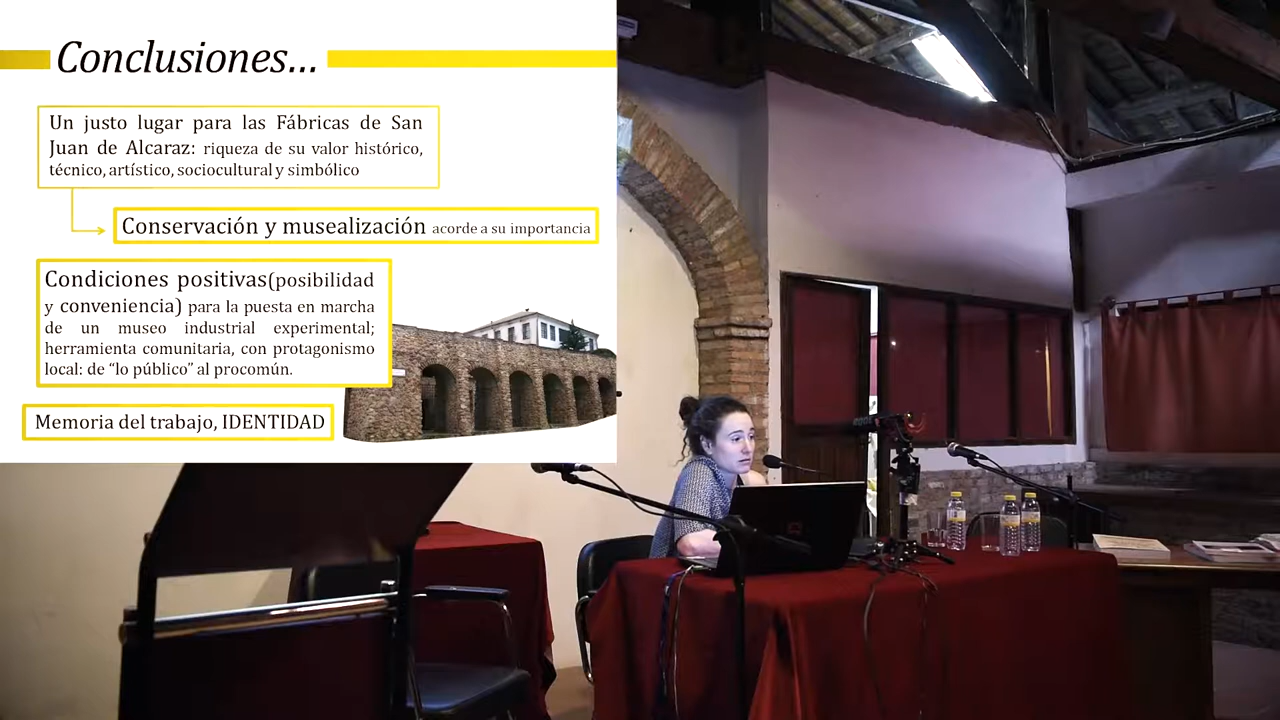 Conclusiones...
Un justo lugar para las Fábricas de San
Juan de Alcaraz: riqueza de su valor histórico,
técnico, artístico, sociocultural y simbólico
Conservación y musealización acorde a su importancia
Condiciones positivas(posibilidad
y conveniencia) para la puesta en marcha
de un museo industrial experimental;
herramienta comunitaria, con protagonismo
local: de “lo público” al procomún.
Memoria del trabajo, IDENTIDAD